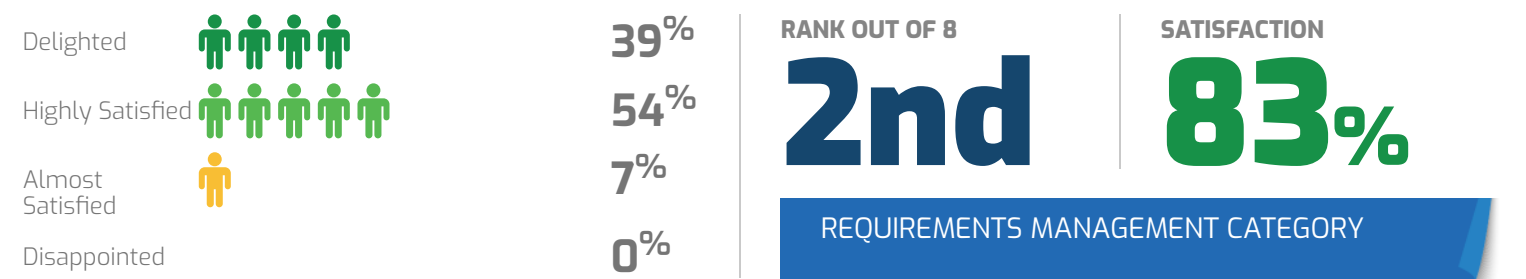 Delighted 39%
Highly Satisfied 54%
Almost
Satisfied 7%
Disappointed 0%
RANK OUT OF 8
2nd
SATISFACTION
83%
REQUIREMENTS MANAGEMENT CATEGORY